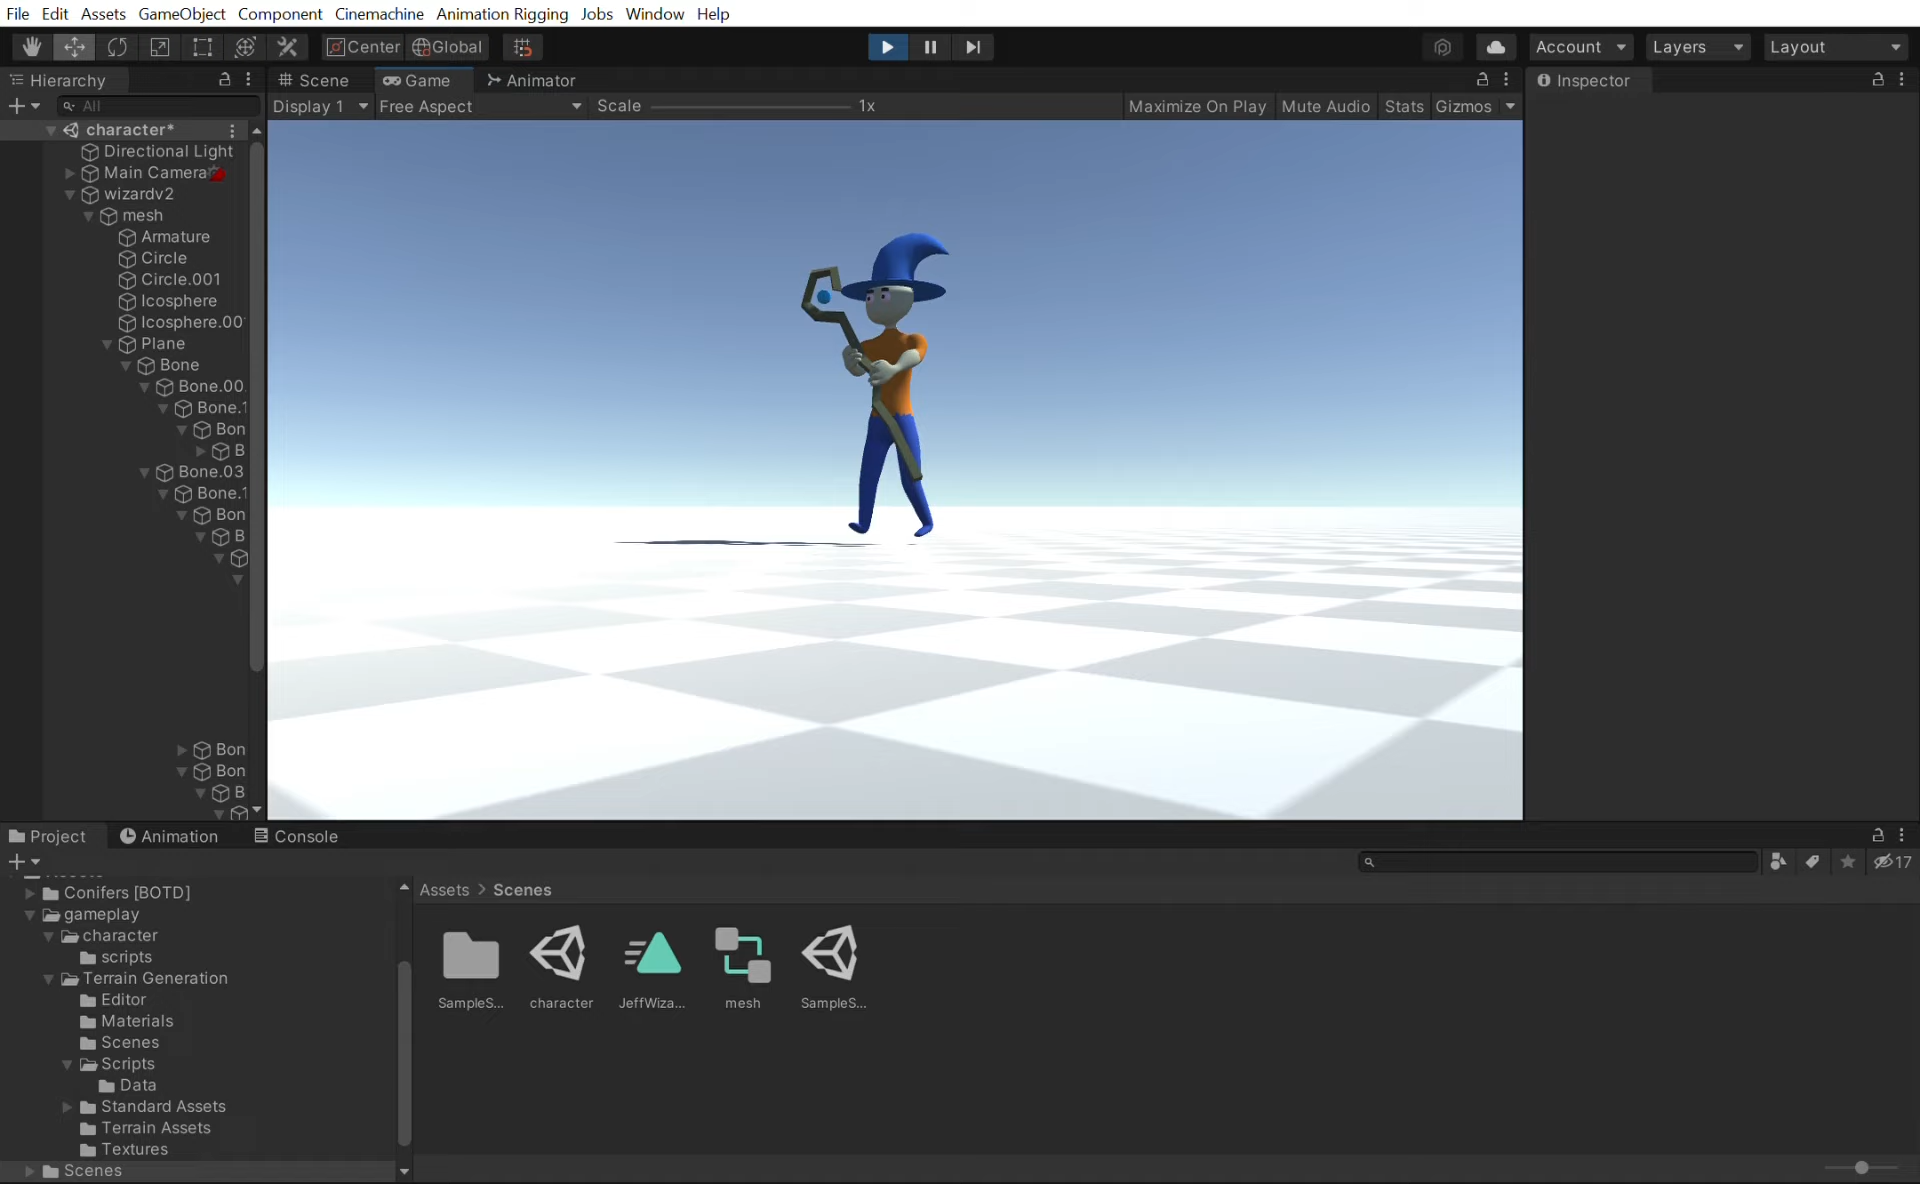 File Edit Assets GameObject Component Cinemachine Animation Rigging Jobs Window Help
Center Global Account Layers Layout
Hierarchy Scene Game Animator Inspector
All Display 1 Free Aspect Scale 1x Maximize On Play Mute Audio Stats Gizmos
character*
Directional Light
Main Camera
wizardv2
mesh
Armature
Circle
Circle.001
Icosphere
Icosphere.00
Plane
Bone
Bone.00
Bone.1
Bon
B
Bone.03
Bone.1
Bon
B
Bon
Bon
B
Project Animation Console
17
Assets > Scenes
Conifers [BOTD]
gameplay
character
scripts
Terrain Generation
Editor
Materials
Scenes
Scripts
Data
Standard Assets
Terrain Assets
Textures
Scenes
SampleS... character JeffWiza... mesh SampleS...